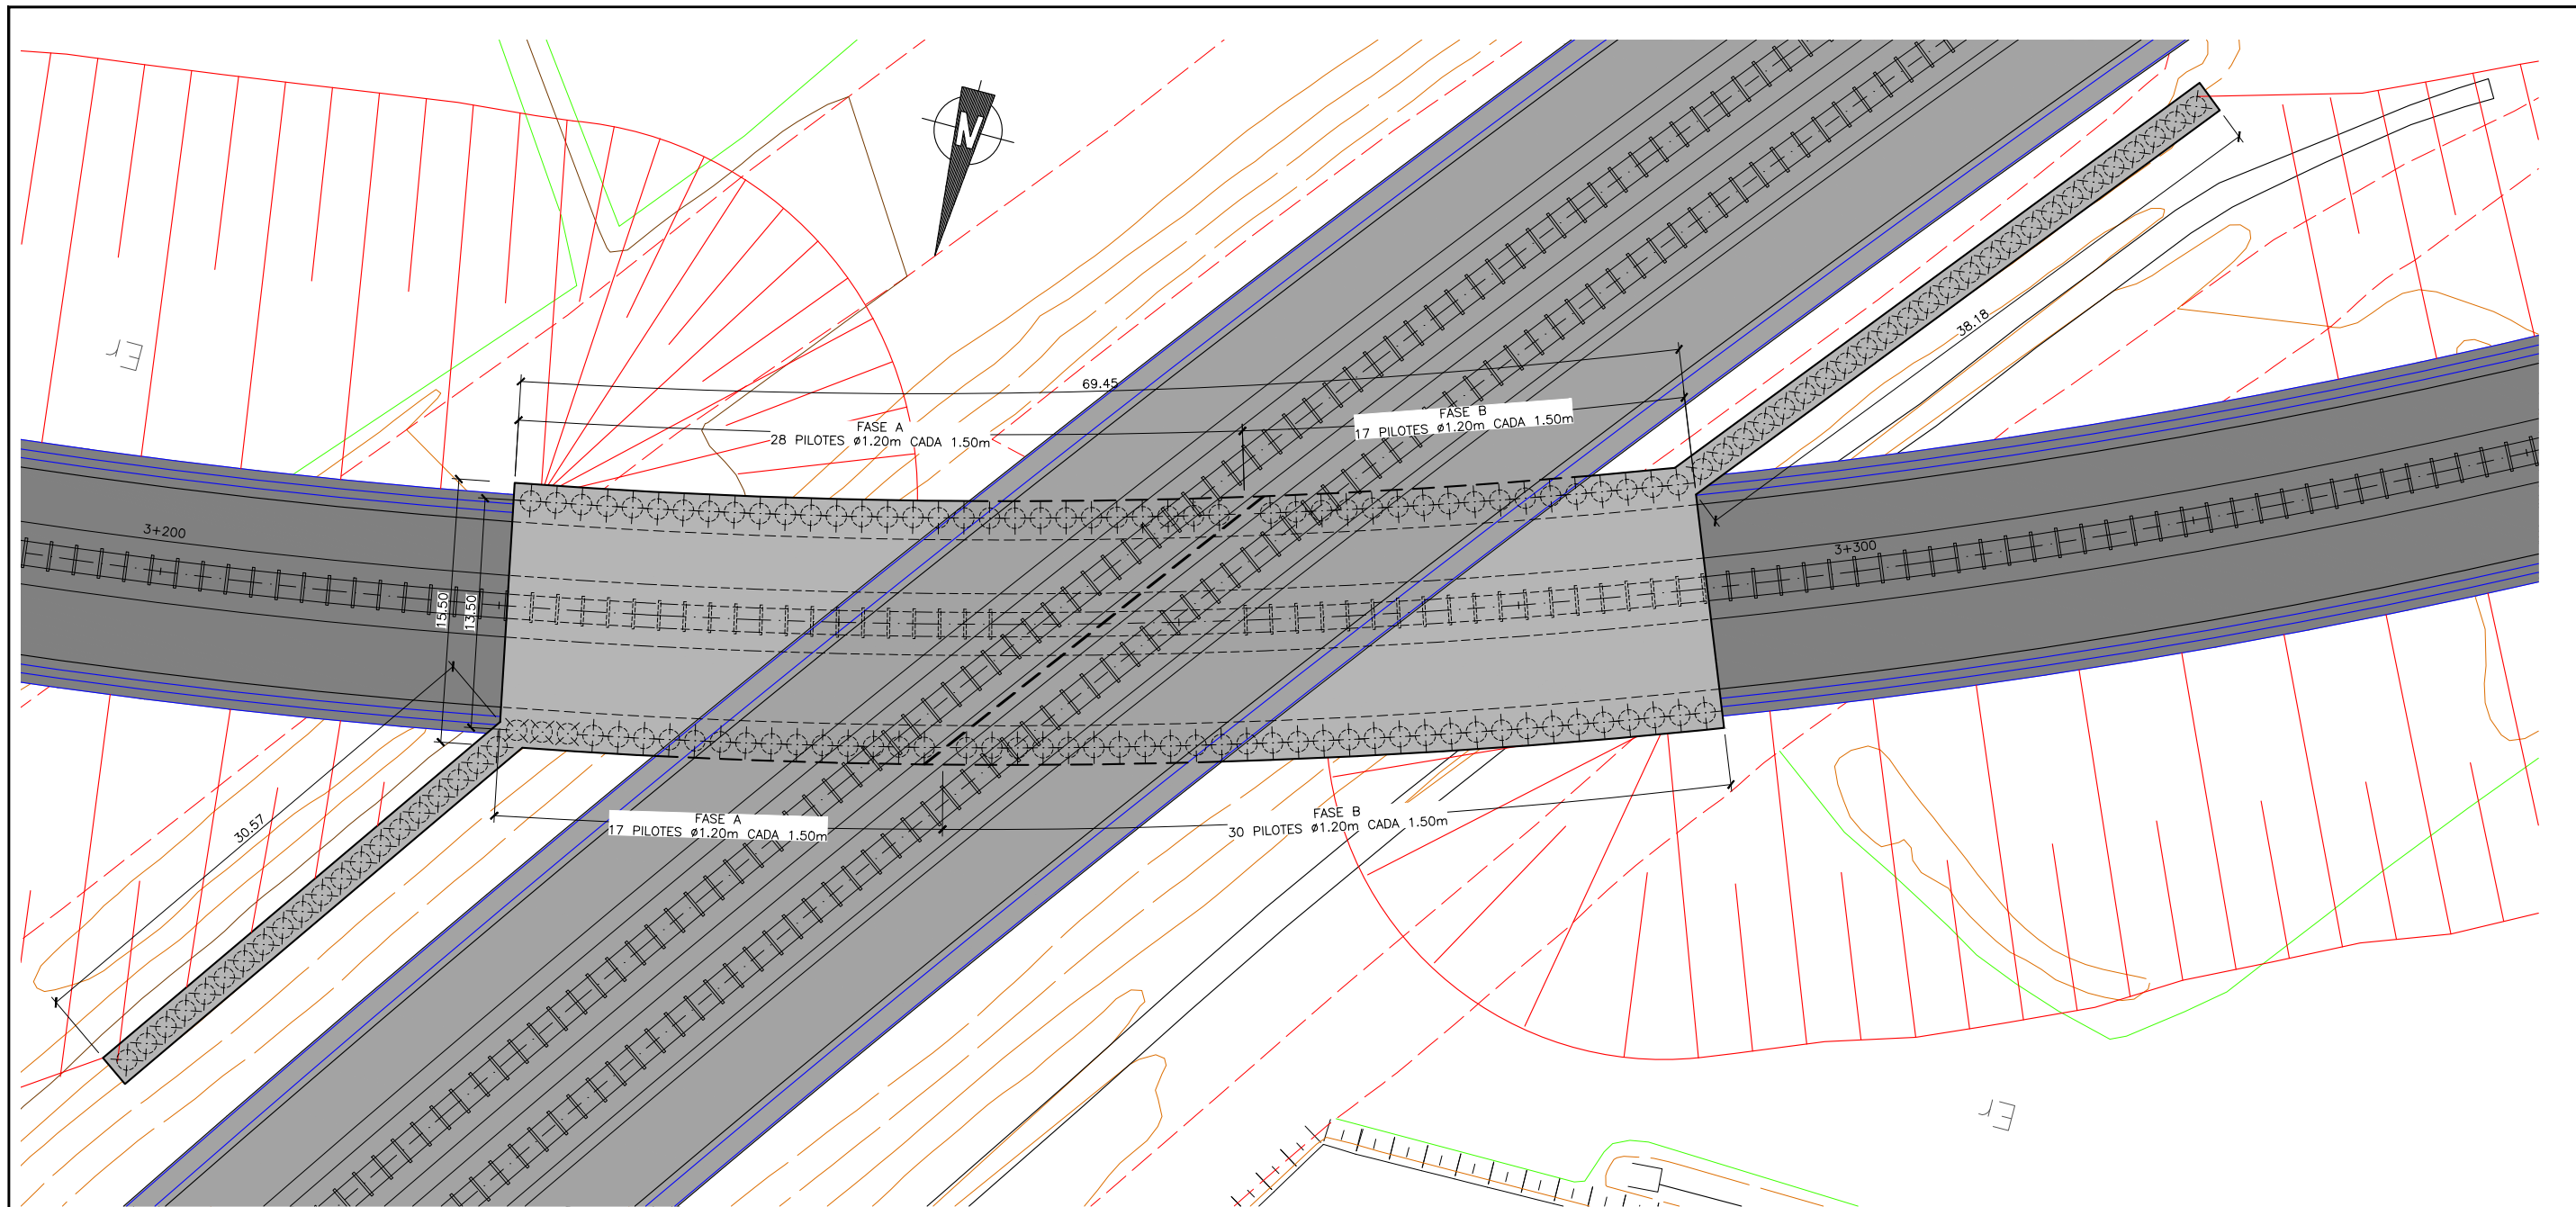 N
Er
69.45
38.18
FASE A
28 PILOTES ø1.20m CADA 1.50m
FASE B
17 PILOTES ø1.20m CADA 1.50m
3+200
3+300
15.50
13.50
30.57
FASE A
17 PILOTES ø1.20m CADA 1.50m
FASE B
30 PILOTES ø1.20m CADA 1.50m
Er